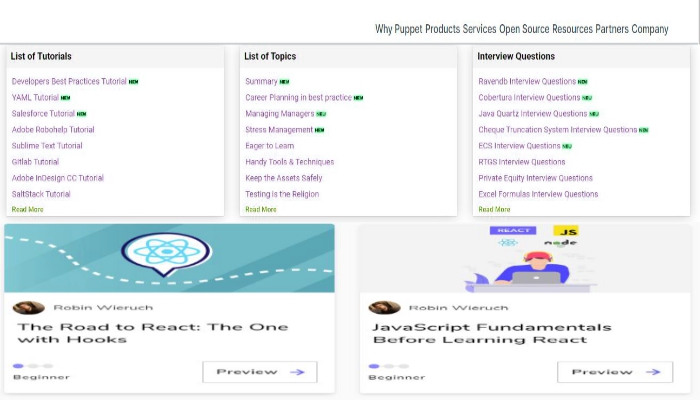 Why Puppet Products Services Open Source Resources Partners Company
List of Tutorials
Developers Best Practices Tutorial NEW
YAML Tutorial NEW
Salesforce Tutorial NEW
Adobe Robohelp Tutorial
Sublime Text Tutorial
Gitlab Tutorial
Adobe InDesign CC Tutorial
SaltStack Tutorial
Read More
List of Topics
Summary NEW
Career Planning in best practice NEW
Managing Managers NEW
Stress Management NEW
Eager to Learn
Handy Tools & Techniques
Keep the Assets Safely
Testing is the Religion
Read More
Interview Questions
Ravendb Interview Questions NEW
Cobertura Interview Questions NEW
Java Quartz Interview Questions NEW
Cheque Truncation System Interview Questions NEW
ECS Interview Questions NEW
RTGS Interview Questions
Private Equity Interview Questions
Excel Formulas Interview Questions
Read More
Robin Wieruch
The Road to React: The One
with Hooks
Beginner
Preview
REACT
JS
node
Robin Wieruch
JavaScript Fundamentals
Before Learning React
Beginner
Preview